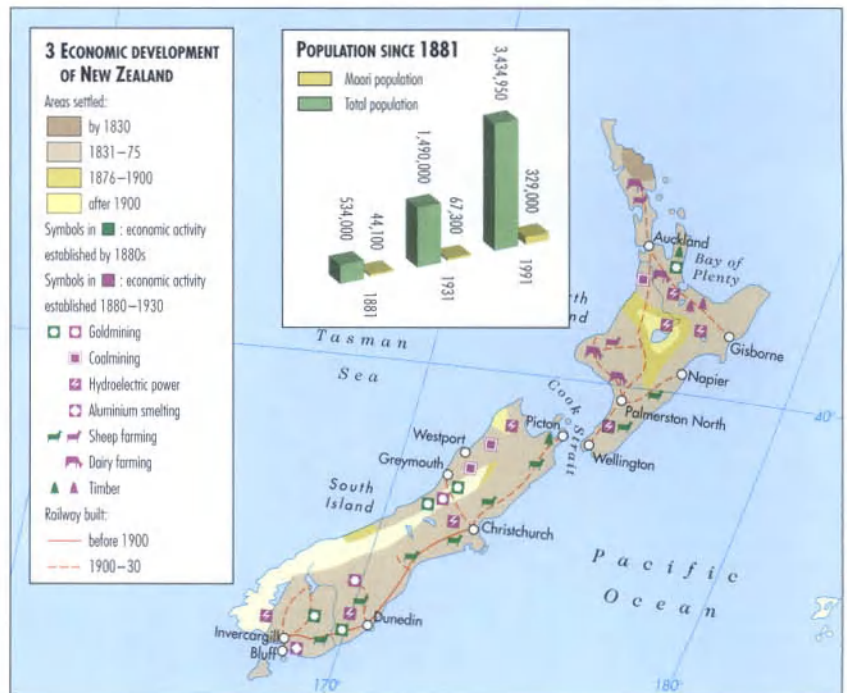 3 ECONOMIC DEVELOPMENT
OF NEW ZEALAND
Areas settled:
by 1830
1831–75
1876–1900
after 1900
Symbols in : economic activity
established by 1880s
Symbols in : economic activity
established 1880–1930
Goldmining
Coalmining
Hydroelectric power
Aluminium smelting
Sheep farming
Dairy farming
Timber
Railway built:
before 1900
1900–30
POPULATION SINCE 1881
Maori population
Total population
534,000
44,100
1881
1,490,000
67,300
1931
3,434,950
329,000
1991
Auckland
Bay of
Plenty
Gisborne
Napier
Palmerston North
Wellington
Cook Strait
Tasman
Sea
Picton
Westport
Greymouth
South
Island
Christchurch
Dunedin
Invercargill
Bluff
Pacific
Ocean
40°
170°
180°